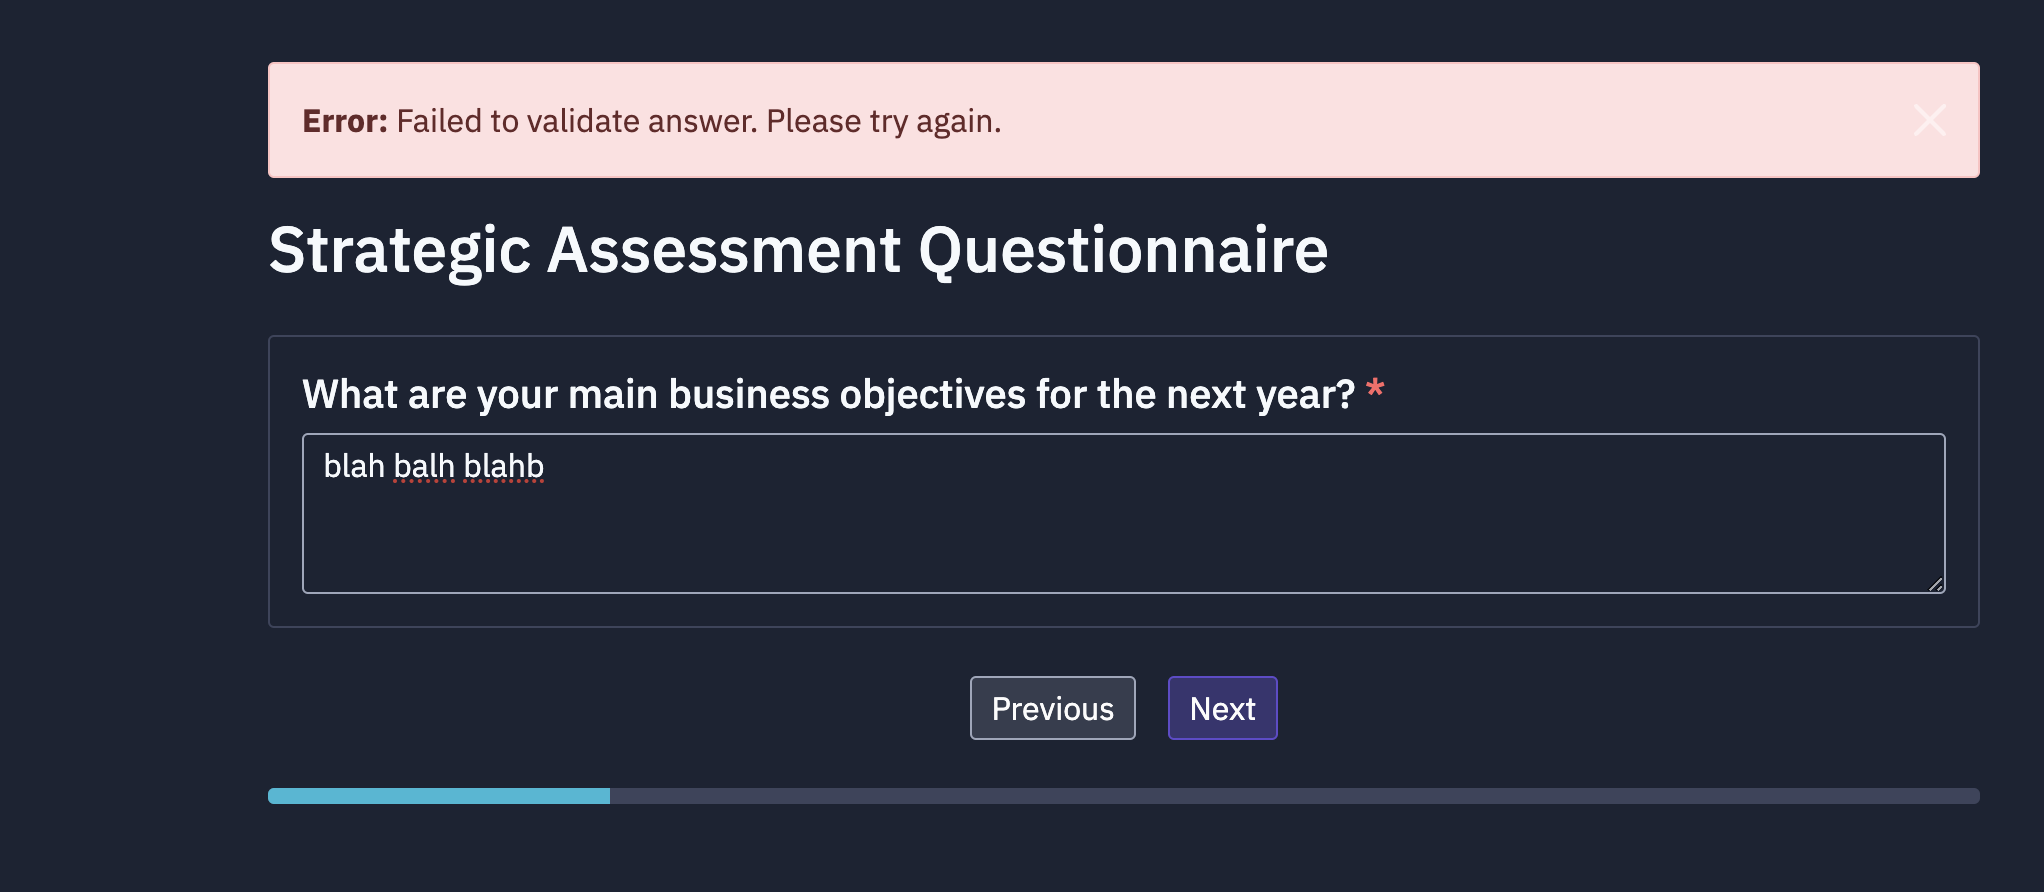 Error: Failed to validate answer. Please try again.
Strategic Assessment Questionnaire
What are your main business objectives for the next year? *
blah balh blahb
Previous
Next